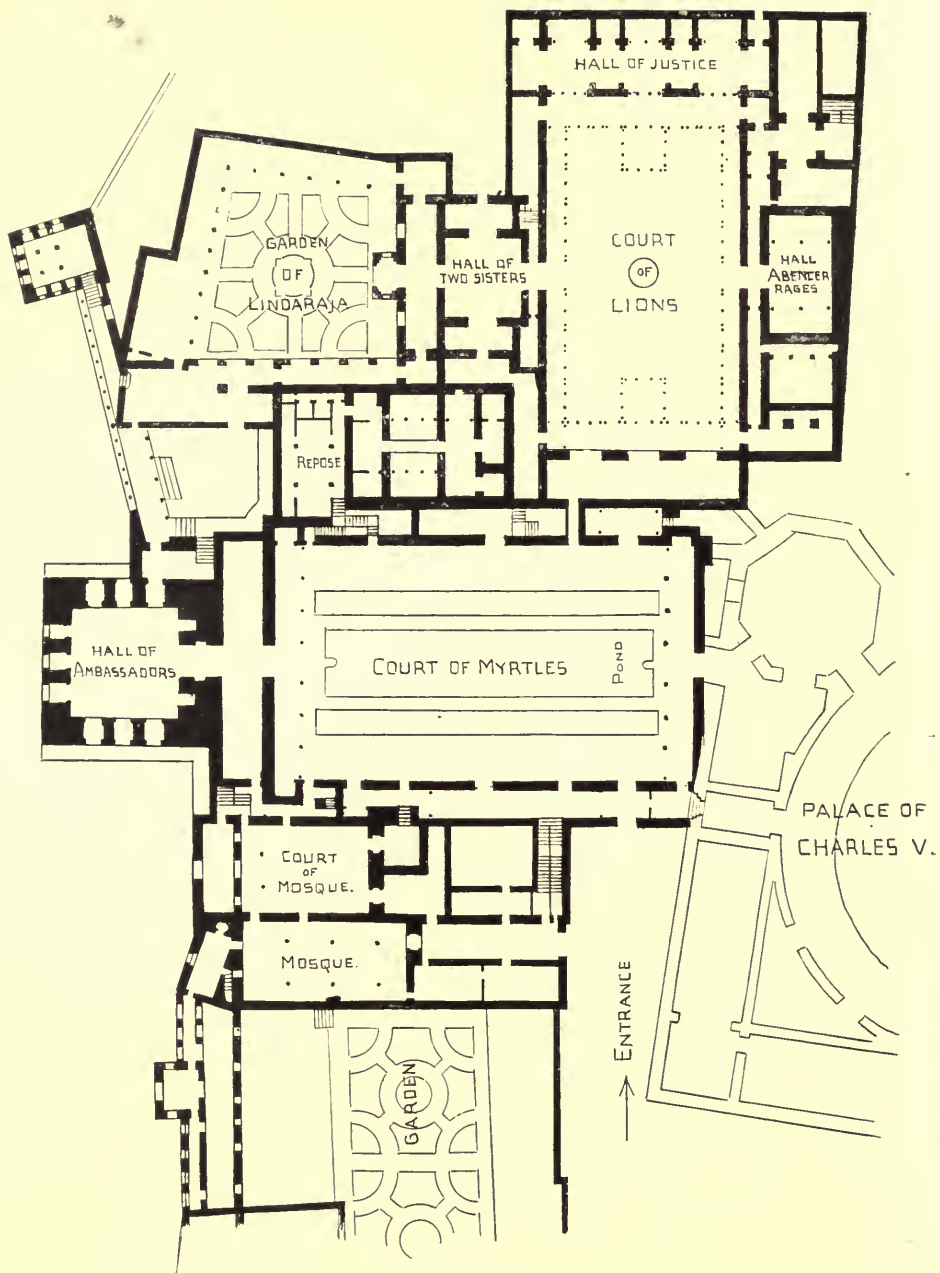 HALL OF JUSTICE
GARDEN
OF
LINDARAJA
HALL OF
TWO SISTERS
COURT
OF
LIONS
HALL
ABENCER
RAGES
REPOSE
HALL OF
AMBASSADORS
COURT OF MYRTLES
POND
PALACE OF
CHARLES V.
COURT
OF
MOSQUE.
MOSQUE.
ENTRANCE
GARDEN